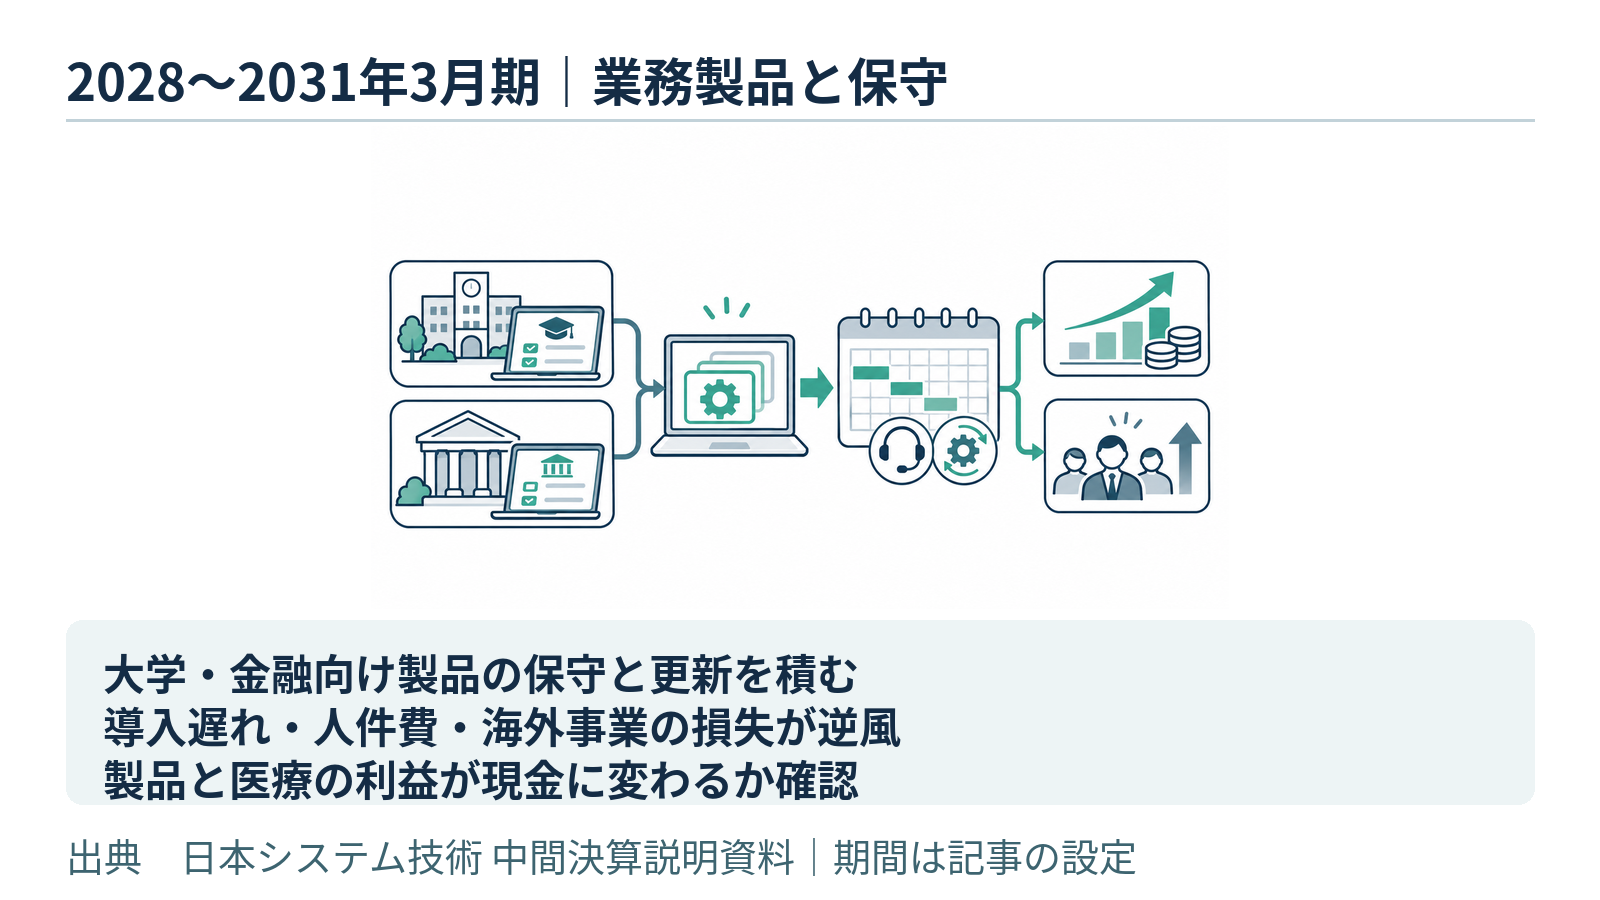 2028〜2031年3月期｜業務製品と保守
大学・金融向け製品の保守と更新を積む
導入遅れ・人件費・海外事業の損失が逆風
製品と医療の利益が現金に変わるか確認
出典　日本システム技術 中間決算説明資料｜期間は記事の設定